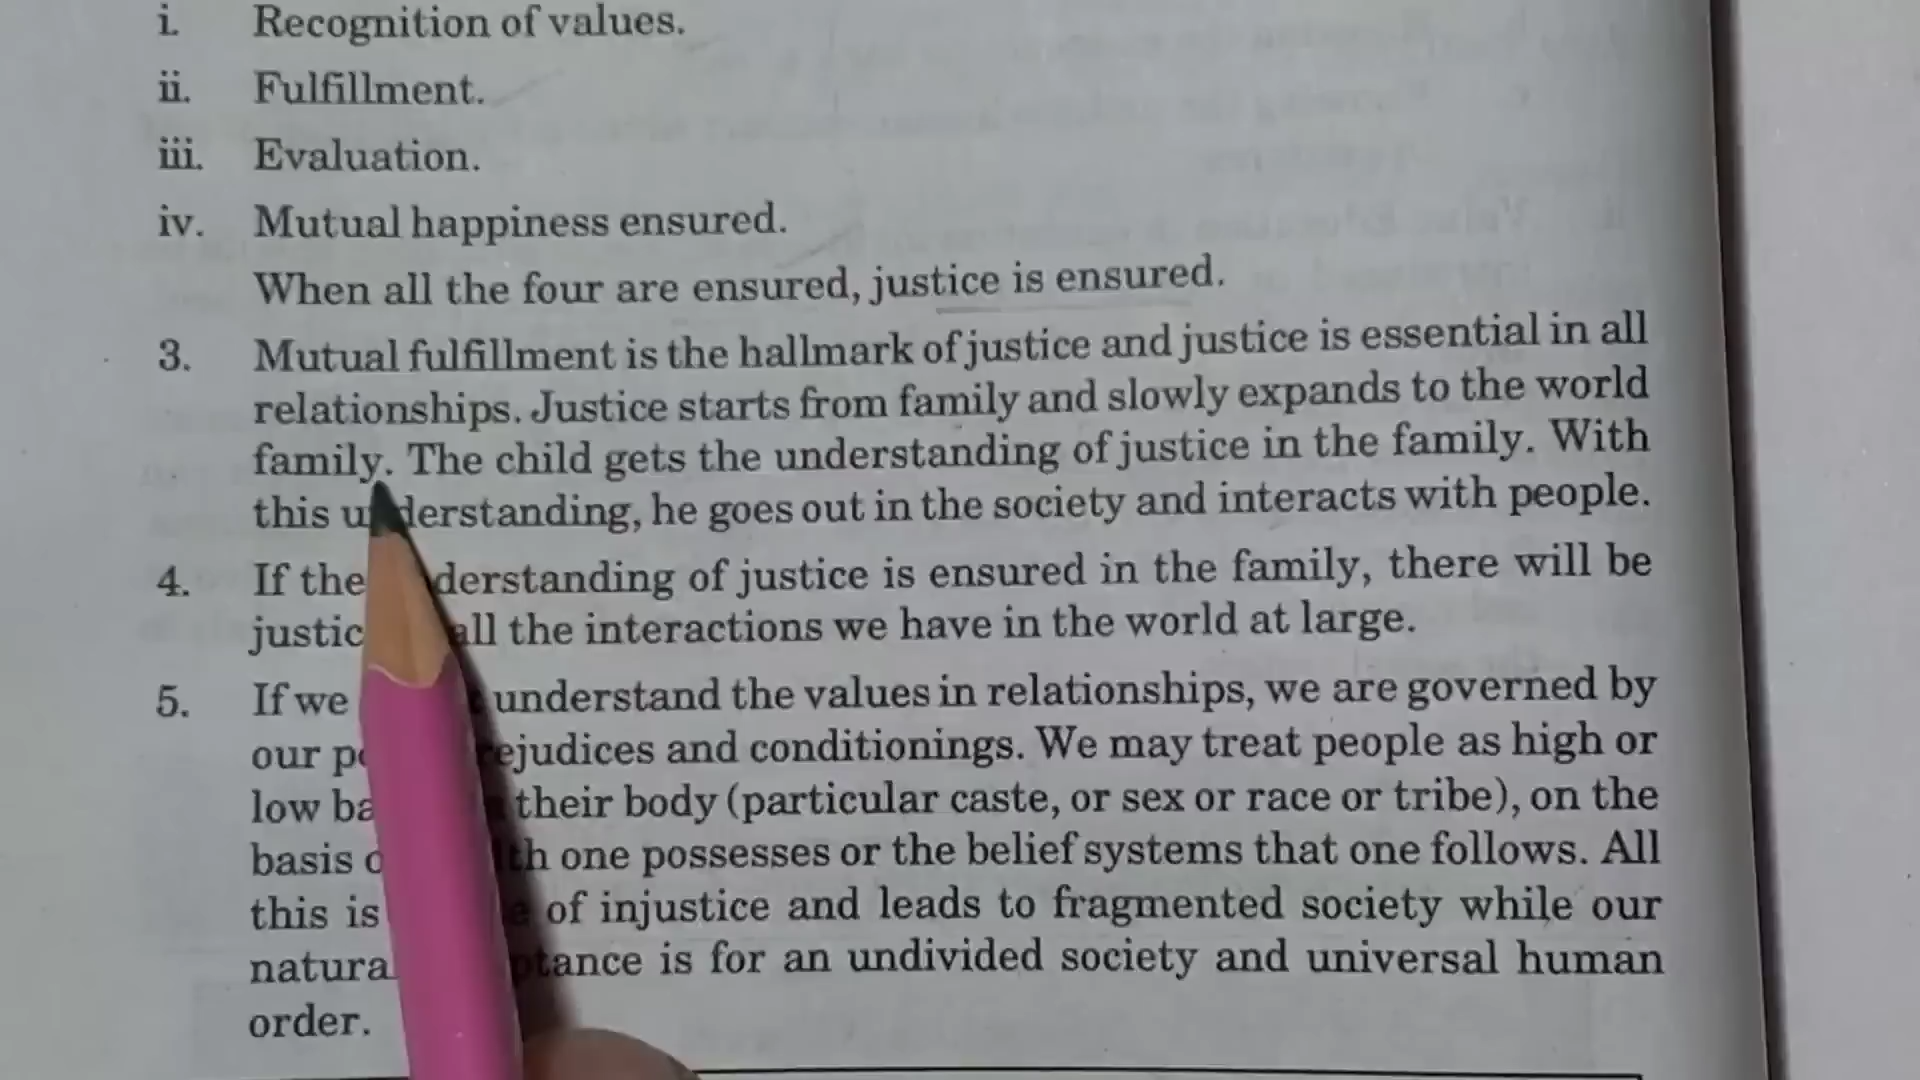 i. Recognition of values.
ii. Fulfillment.
iii. Evaluation.
iv. Mutual happiness ensured.
When all the four are ensured, justice is ensured.
3. Mutual fulfillment is the hallmark of justice and justice is essential in all
relationships. Justice starts from family and slowly expands to the world
family. The child gets the understanding of justice in the family. With
this understanding, he goes out in the society and interacts with people.
4. If the understanding of justice is ensured in the family, there will be
all the interactions we have in the world at large.
5. If we understand the values in relationships, we are governed by
our and conditionings. We may treat people as high or
low their body (particular caste, or sex or race or tribe), on the
basis one possesses or the belief systems that one follows. All
this is of injustice and leads to fragmented society while our
is for an undivided society and universal human
order.